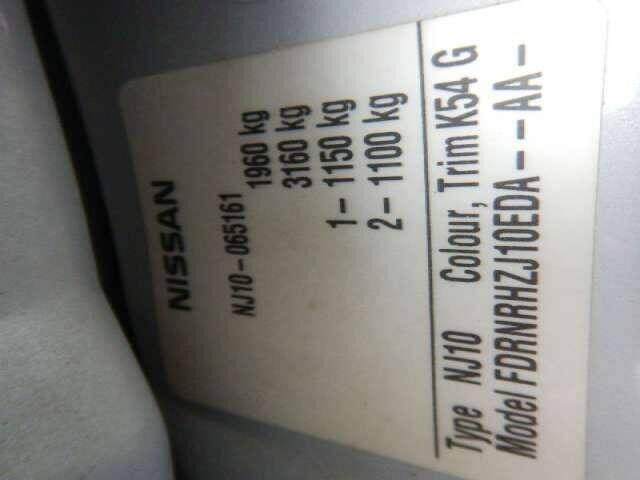 NISSAN
NJ10-065161
1960 kg
3160 kg
1- 1150 kg
2- 1100 kg
Type NJ10 Colour, Trim K54 G
Model FDRNRHZJ10EDA - - AA -